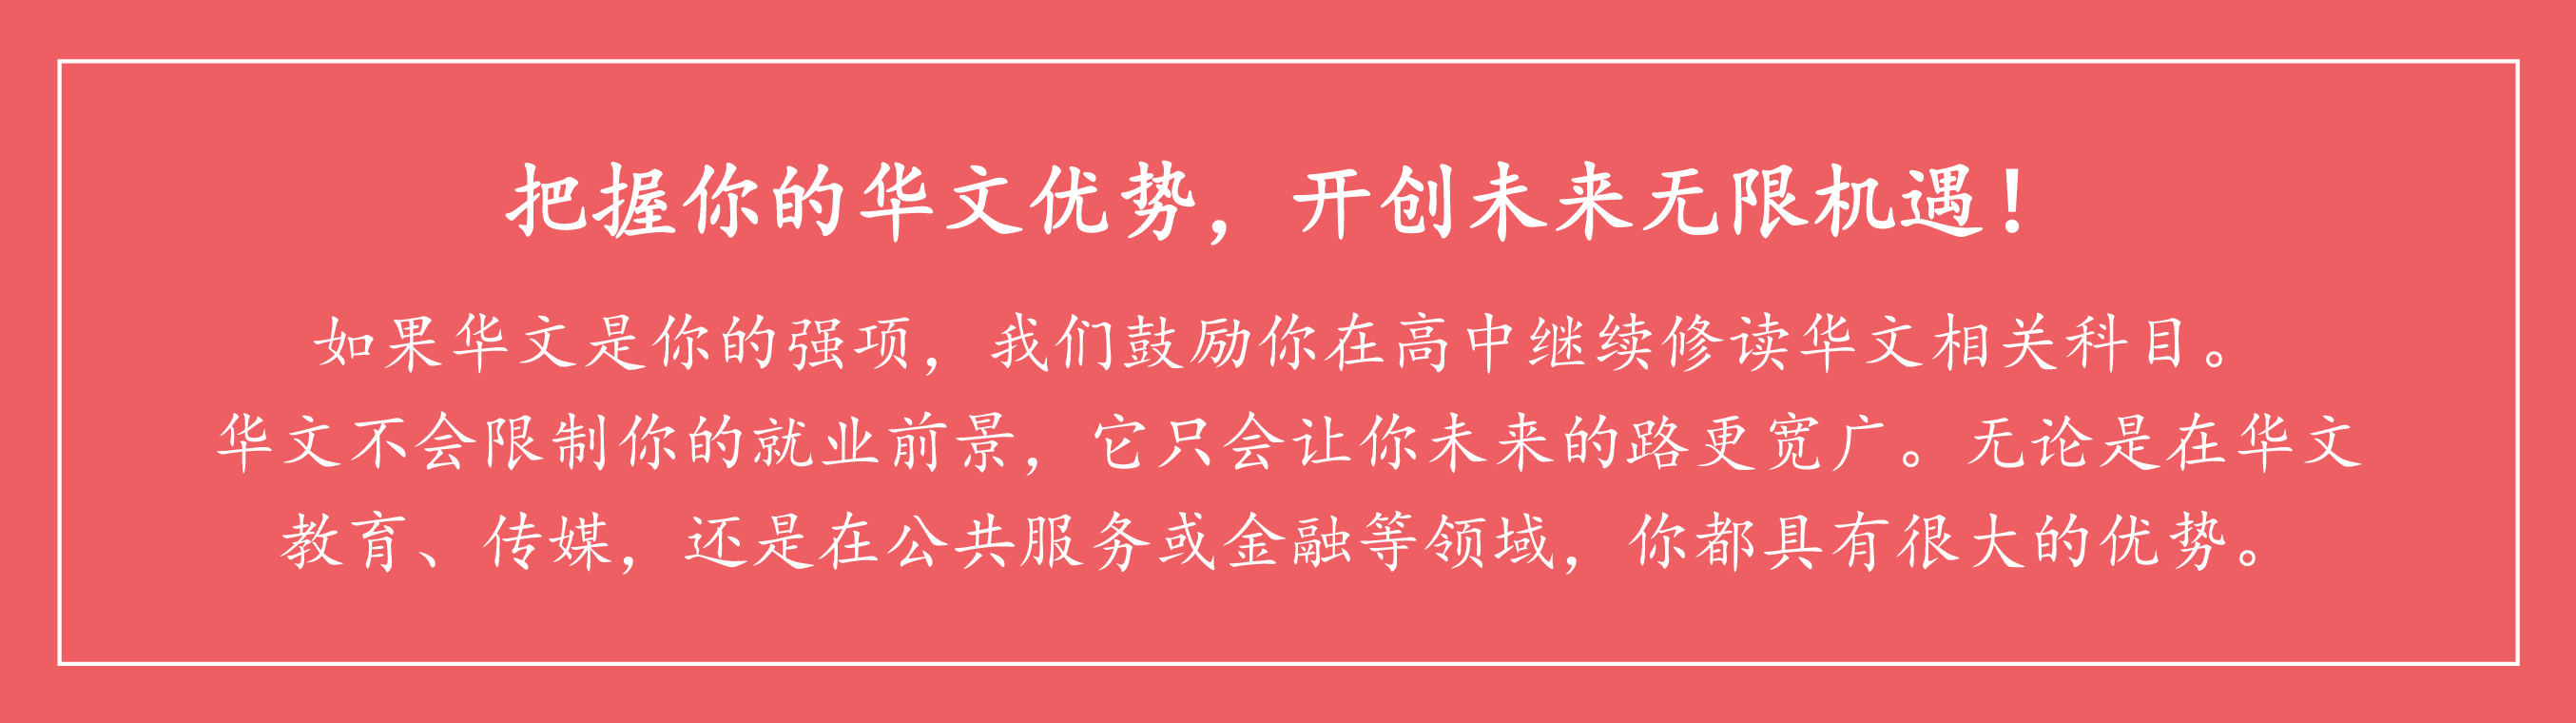 把握你的华文优势，开创未来无限机遇！
如果华文是你的强项，我们鼓励你在高中继续修读华文相关科目。
华文不会限制你的就业前景，它只会让你未来的路更宽广。无论是在华文
教育、传媒，还是在公共服务或金融等领域，你都具有很大的优势。